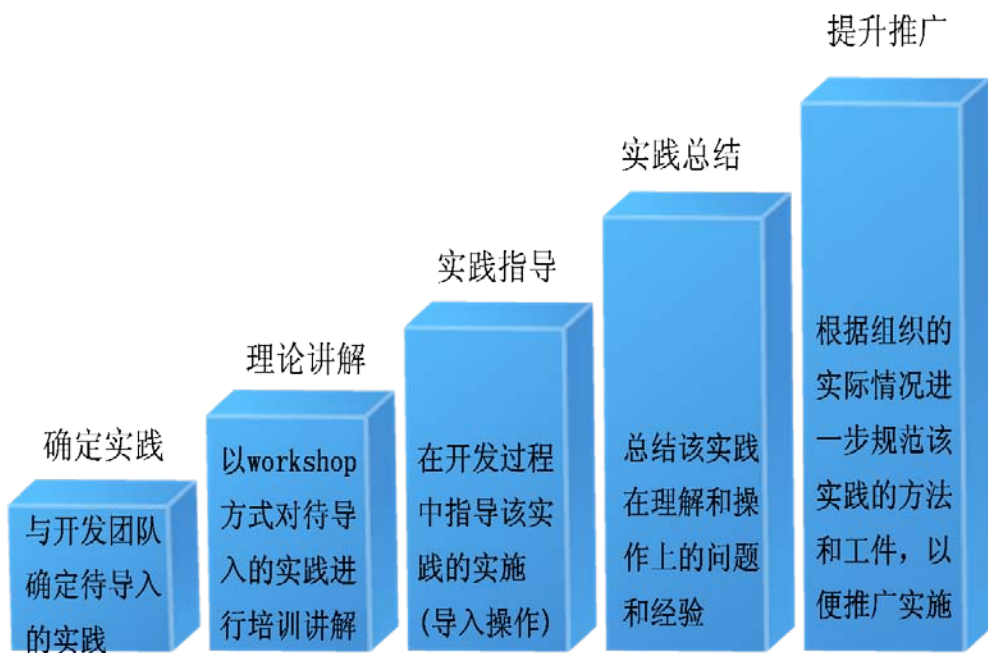 确定实践
与开发团队
确定待导入
的实践
理论讲解
以workshop
方式对待导
入的实践进
行培训讲解
实践指导
在开发过程
中指导该实
践的实施
(导入操作)
实践总结
总结该实践
在理解和操
作上的问题
和经验
提升推广
根据组织的
实际情况进
一步规范该
实践的方法
和工件，以
便推广实施